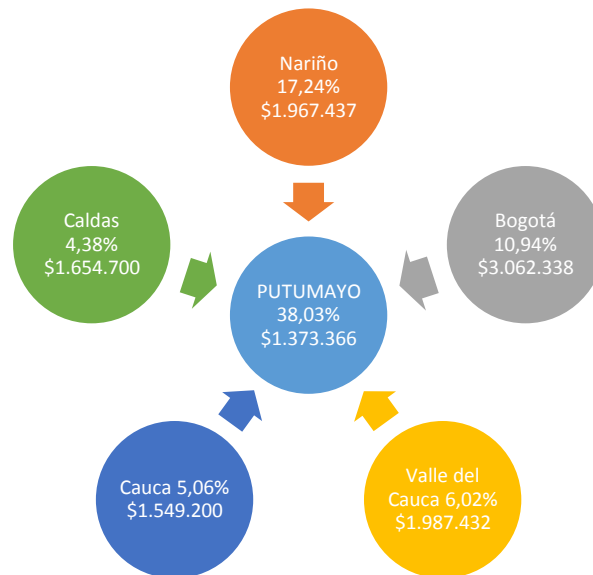 Nariño
17,24%
$1.967.437
Caldas
4,38%
$1.654.700
Bogotá
10,94%
$3.062.338
PUTUMAYO
38,03%
$1.373.366
Cauca 5,06%
$1.549.200
Valle del
Cauca 6,02%
$1.987.432